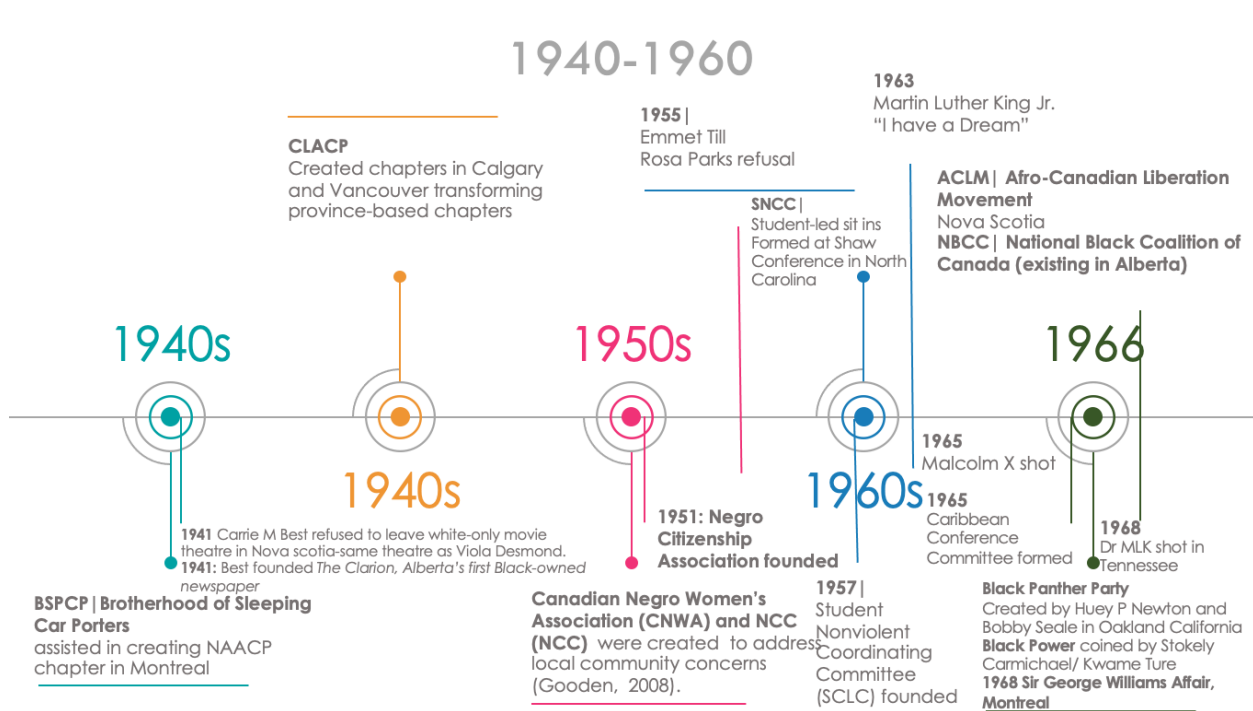 1940-1960
CLACP
Created chapters in Calgary
and Vancouver transforming
province-based chapters
1955|
Emmet Till
Rosa Parks refusal
1963
Martin Luther King Jr.
“I have a Dream”
SNCC|
Student-led sit ins
Formed at Shaw
Conference in North
Carolina
ACLM| Afro-Canadian Liberation
Movement
Nova Scotia
NBCC| National Black Coalition of
Canada (existing in Alberta)
1940s
1940s
1950s
1960s
1966
1941 Carrie M Best refused to leave white-only movie
theatre in Nova scotia-same theatre as Viola Desmond.
1941: Best founded The Clarion, Alberta’s first Black-owned
newspaper
BSPCP|Brotherhood of Sleeping
Car Porters
assisted in creating NAACP
chapter in Montreal
1951: Negro
Citizenship
Association founded
Canadian Negro Women’s
Association (CNWA) and NCC
(NCC) were created to address
local community concerns
(Gooden, 2008).
1957|
Student
Nonviolent
Coordinating
Committee
(SCLC) founded
1965
Malcolm X shot
1965
Caribbean
Conference
Committee formed
1968
Dr MLK shot in
Tennessee
Black Panther Party
Created by Huey P Newton and
Bobby Seale in Oakland California
Black Power coined by Stokely
Carmichael/ Kwame Ture
1968 Sir George Williams Affair,
Montreal